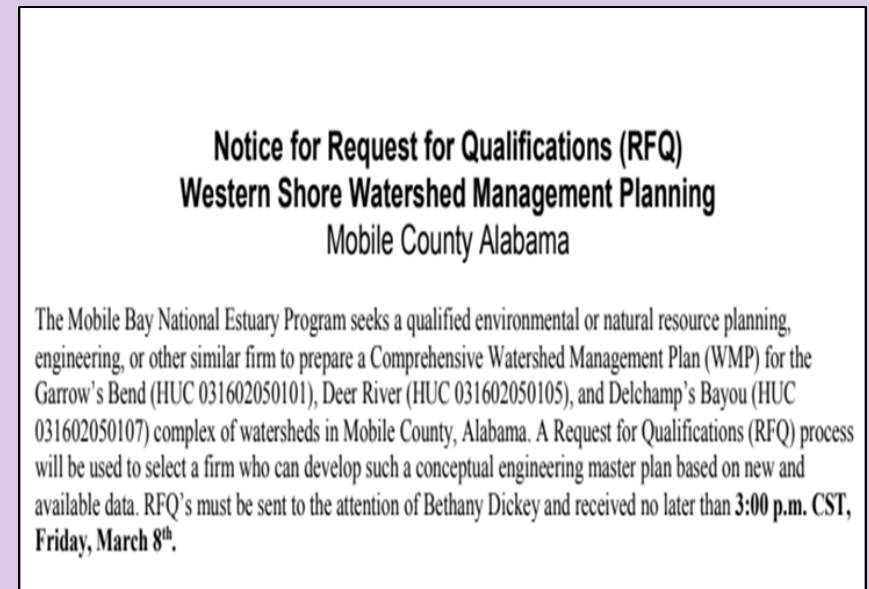 Notice for Request for Qualifications (RFQ)
Western Shore Watershed Management Planning
Mobile County Alabama
The Mobile Bay National Estuary Program seeks a qualified environmental or natural resource planning,
engineering, or other similar firm to prepare a Comprehensive Watershed Management Plan (WMP) for the
Garrow's Bend (HUC 031602050101), Deer River (HUC 031602050105), and Delchamp's Bayou (HUC
031602050107) complex of watersheds in Mobile County, Alabama. A Request for Qualifications (RFQ) process
will be used to select a firm who can develop such a conceptual engineering master plan based on new and
available data. RFQ's must be sent to the attention of Bethany Dickey and received no later than 3:00 p.m. CST,
Friday, March 8th.